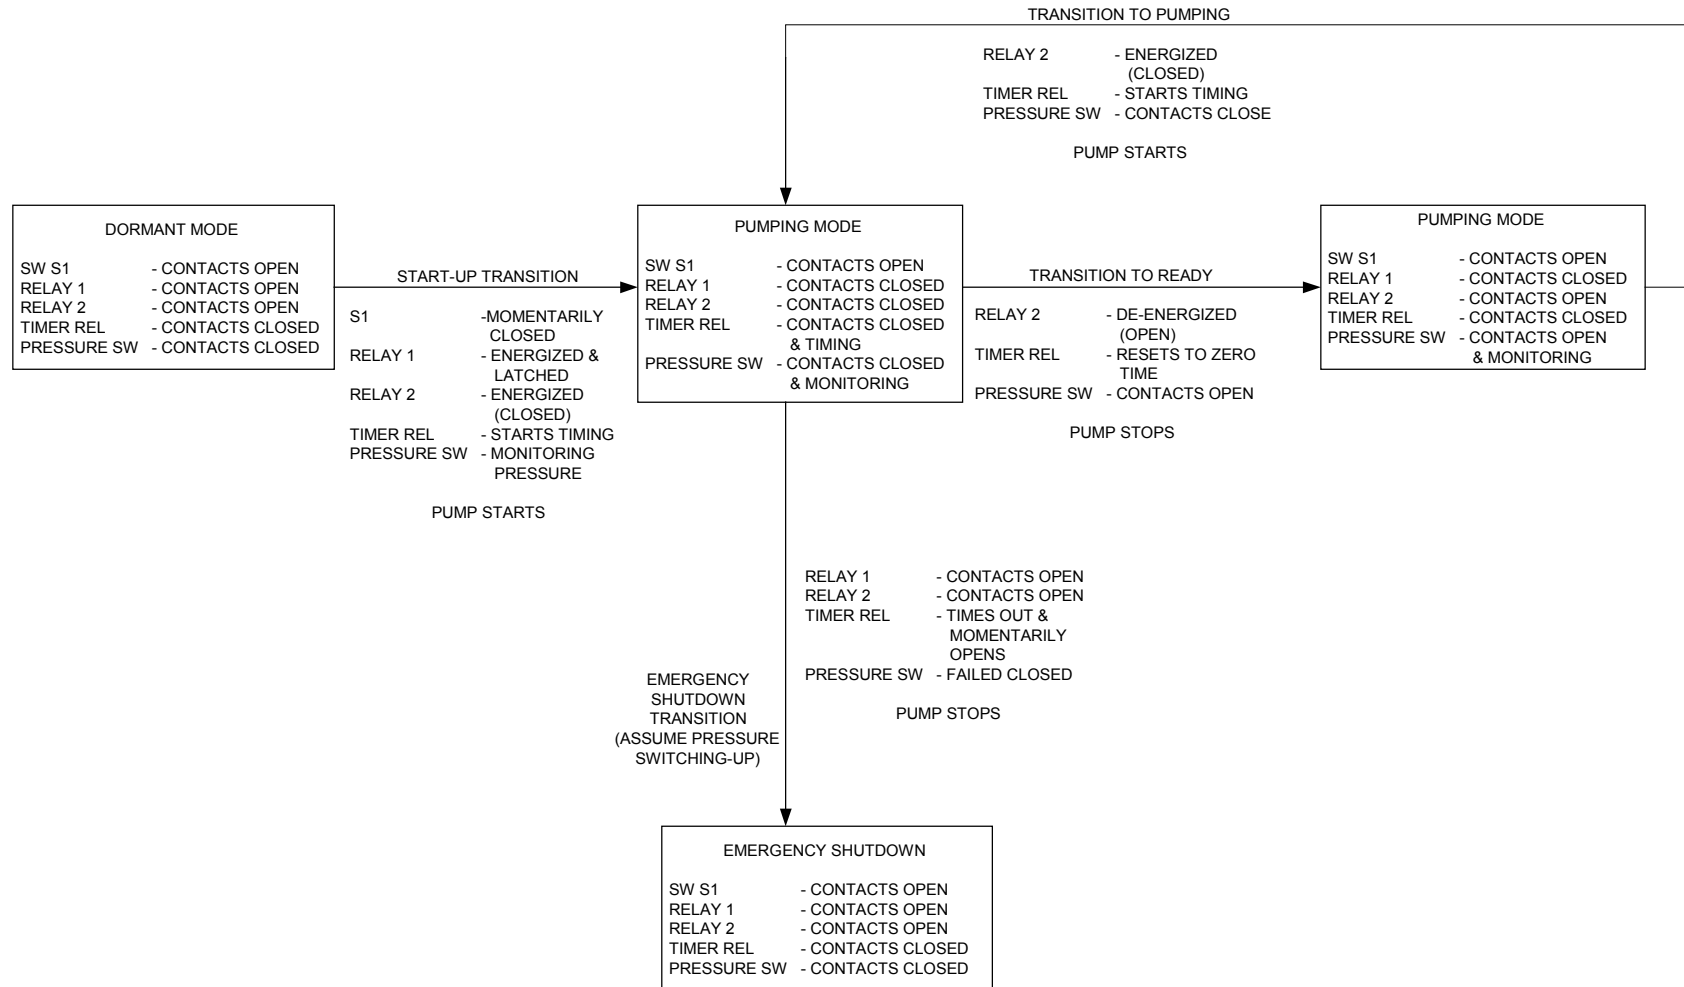 TRANSITION TO PUMPING
RELAY 2 - ENERGIZED
(CLOSED)
TIMER REL - STARTS TIMING
PRESSURE SW - CONTACTS CLOSE
PUMP STARTS
DORMANT MODE
SW S1 - CONTACTS OPEN
RELAY 1 - CONTACTS OPEN
RELAY 2 - CONTACTS OPEN
TIMER REL - CONTACTS CLOSED
PRESSURE SW - CONTACTS CLOSED
START-UP TRANSITION
S1 -MOMENTARILY
CLOSED
RELAY 1 - ENERGIZED &
LATCHED
RELAY 2 - ENERGIZED
(CLOSED)
TIMER REL - STARTS TIMING
PRESSURE SW - MONITORING
PRESSURE
PUMP STARTS
PUMPING MODE
SW S1 - CONTACTS OPEN
RELAY 1 - CONTACTS CLOSED
RELAY 2 - CONTACTS CLOSED
TIMER REL - CONTACTS CLOSED
& TIMING
PRESSURE SW - CONTACTS CLOSED
& MONITORING
TRANSITION TO READY
RELAY 2 - DE-ENERGIZED
(OPEN)
TIMER REL - RESETS TO ZERO
TIME
PRESSURE SW - CONTACTS OPEN
PUMP STOPS
PUMPING MODE
SW S1 - CONTACTS OPEN
RELAY 1 - CONTACTS CLOSED
RELAY 2 - CONTACTS OPEN
TIMER REL - CONTACTS CLOSED
PRESSURE SW - CONTACTS OPEN
& MONITORING
RELAY 1 - CONTACTS OPEN
RELAY 2 - CONTACTS OPEN
TIMER REL - TIMES OUT &
MOMENTARILY
OPENS
PRESSURE SW - FAILED CLOSED
PUMP STOPS
EMERGENCY
SHUTDOWN
TRANSITION
(ASSUME PRESSURE
SWITCHING-UP)
EMERGENCY SHUTDOWN
SW S1 - CONTACTS OPEN
RELAY 1 - CONTACTS OPEN
RELAY 2 - CONTACTS OPEN
TIMER REL - CONTACTS CLOSED
PRESSURE SW - CONTACTS CLOSED